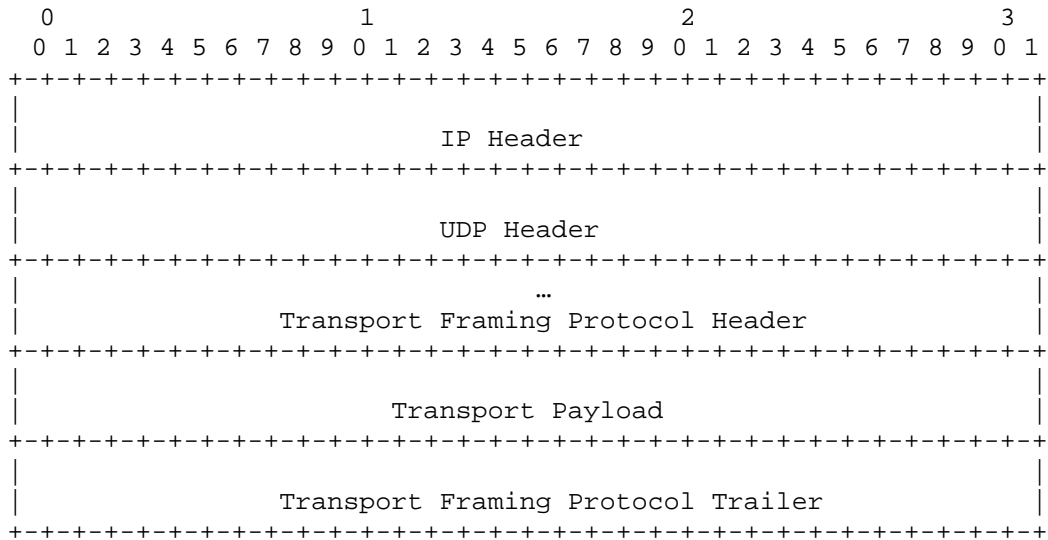 0                   1                   2                   3
 0 1 2 3 4 5 6 7 8 9 0 1 2 3 4 5 6 7 8 9 0 1 2 3 4 5 6 7 8 9 0 1
+-+-+-+-+-+-+-+-+-+-+-+-+-+-+-+-+-+-+-+-+-+-+-+-+-+-+-+-+-+-+-+-+
|                                                               |
|                          IP Header                            |
+-+-+-+-+-+-+-+-+-+-+-+-+-+-+-+-+-+-+-+-+-+-+-+-+-+-+-+-+-+-+-+-+
|                                                               |
|                          UDP Header                           |
+-+-+-+-+-+-+-+-+-+-+-+-+-+-+-+-+-+-+-+-+-+-+-+-+-+-+-+-+-+-+-+-+
|                                …                              |
|                Transport Framing Protocol Header              |
+-+-+-+-+-+-+-+-+-+-+-+-+-+-+-+-+-+-+-+-+-+-+-+-+-+-+-+-+-+-+-+-+
|                                                               |
|                       Transport Payload                       |
+-+-+-+-+-+-+-+-+-+-+-+-+-+-+-+-+-+-+-+-+-+-+-+-+-+-+-+-+-+-+-+-+
|                                                               |
|                Transport Framing Protocol Trailer             |
+-+-+-+-+-+-+-+-+-+-+-+-+-+-+-+-+-+-+-+-+-+-+-+-+-+-+-+-+-+-+-+-+